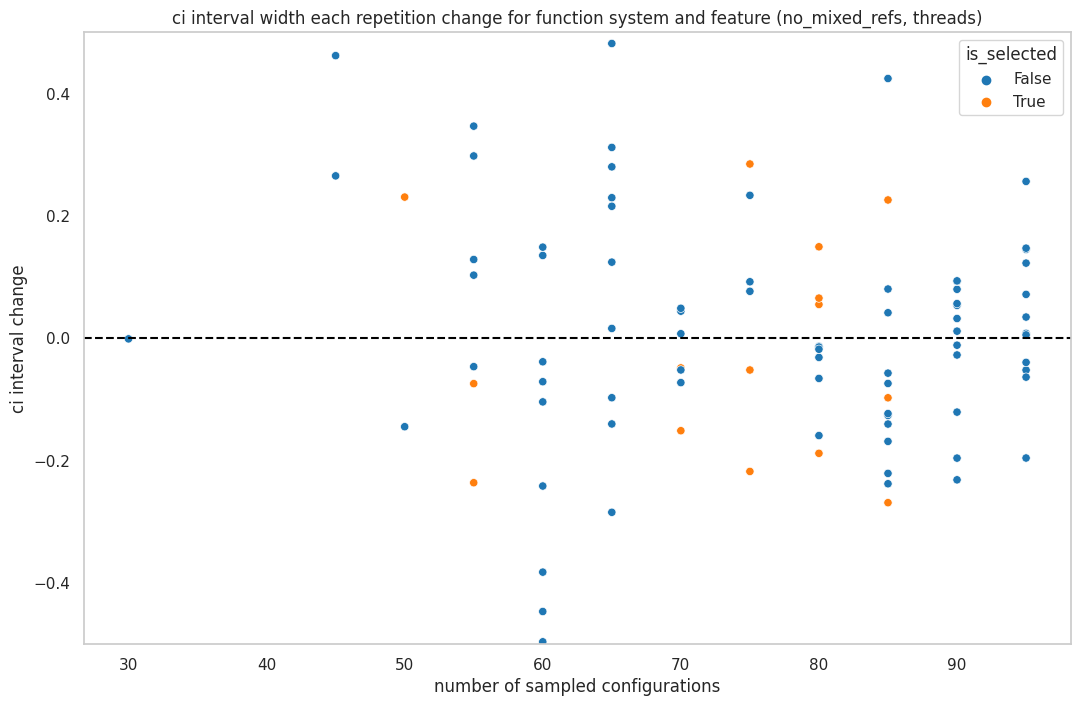 ci interval width each repetition change for function system and feature (no_mixed_refs, threads)
is_selected
False
True
ci interval change
0.4
0.2
0.0
−0.2
−0.4
30
40
50
60
70
80
90
number of sampled configurations